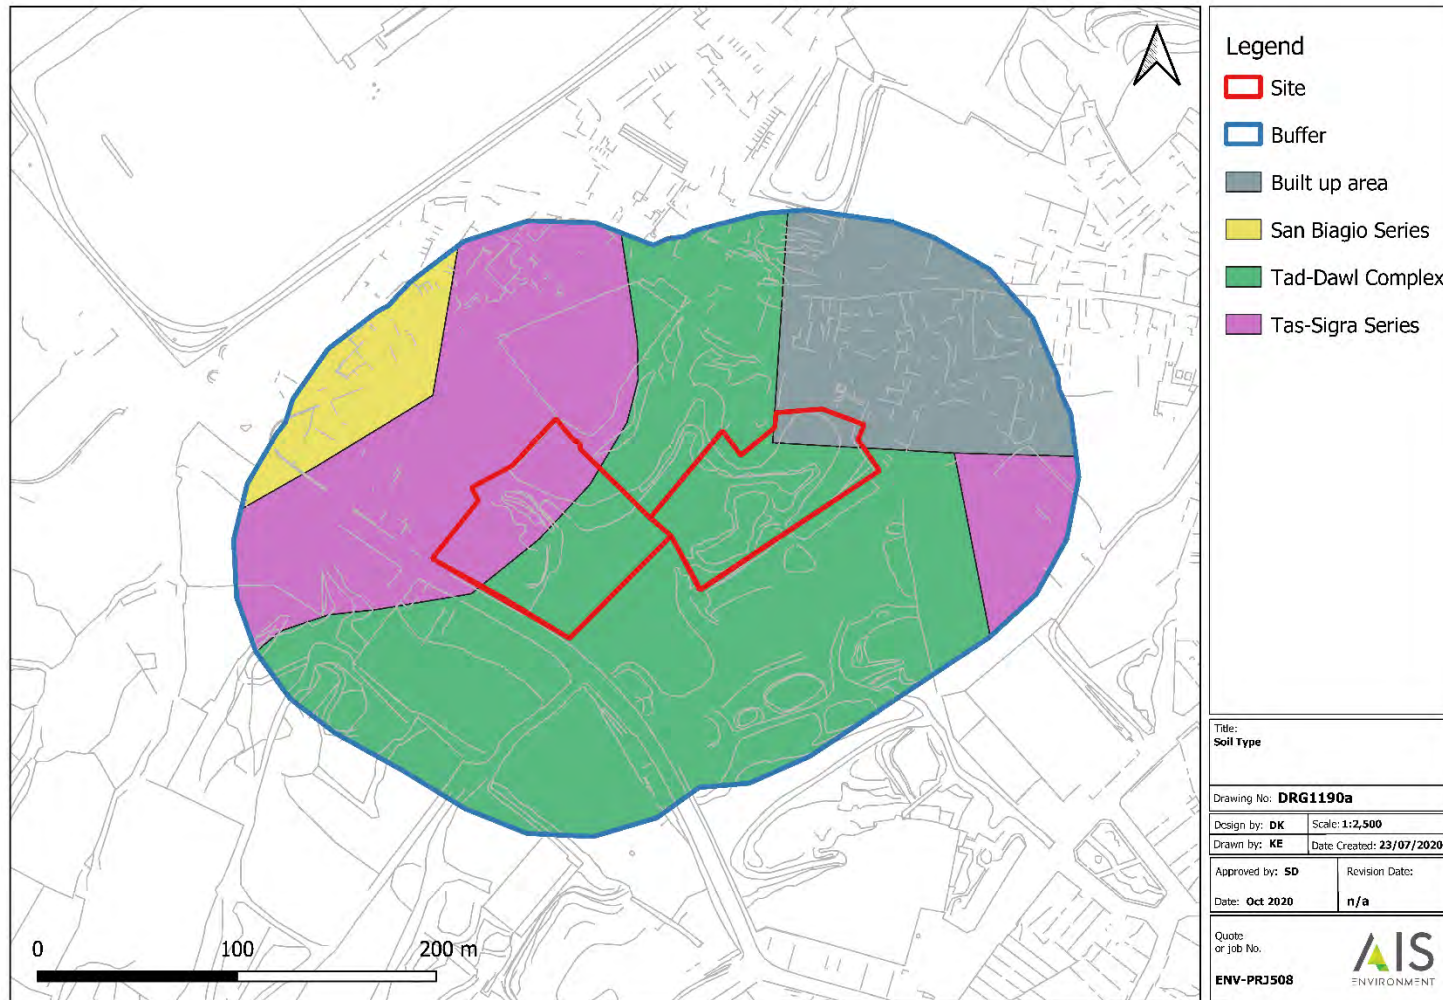 Legend
Site
Buffer
Built up area
San Biagio Series
Tad-Dawl Complex
Tas-Sigra Series
0 100 200 m
Title:
Soil Type
Drawing No: DRG1190a
Design by: DK Scale: 1:2,500
Drawn by: KE Date Created: 23/07/2020
Approved by: SD Revision Date:
Date: Oct 2020 n/a
Quote
or job No.
ENV-PRJ508
AIS
ENVIRONMENT